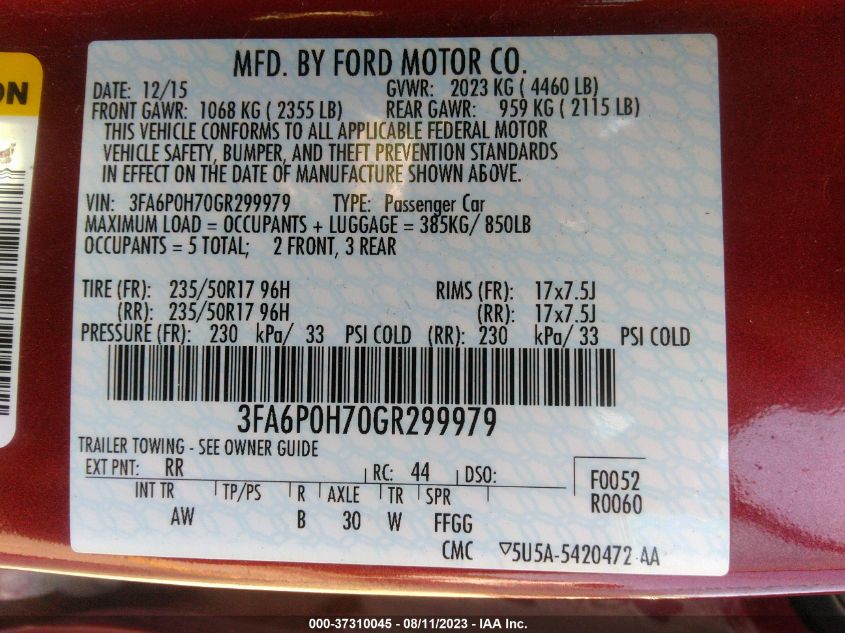 MFD. BY FORD MOTOR CO.
DATE: 12/15 GVWR: 2023 KG ( 4460 LB)
FRONT GAWR: 1068 KG ( 2355 LB) REAR GAWR: 959 KG ( 2115 LB)
THIS VEHICLE CONFORMS TO ALL APPLICABLE FEDERAL MOTOR
VEHICLE SAFETY, BUMPER, AND THEFT PREVENTION STANDARDS
IN EFFECT ON THE DATE OF MANUFACTURE SHOWN ABOVE.
VIN: 3FA6P0H70GR299979 TYPE: Passenger Car
MAXIMUM LOAD = OCCUPANTS + LUGGAGE = 385KG/ 850LB
OCCUPANTS = 5 TOTAL; 2 FRONT, 3 REAR
TIRE (FR): 235/50R17 96H RIMS (FR): 17x7.5J
(RR): 235/50R17 96H (RR): 17x7.5J
PRESSURE (FR): 230 kPa/ 33 PSI COLD (RR): 230 kPa/ 33 PSI COLD
3FA6P0H70GR299979
TRAILER TOWING - SEE OWNER GUIDE
EXT PNT: RR RC: 44 DSO:
F0052
R0060
INT TR TP/PS R AXLE TR SPR
AW B 30 W FFGG
CMC ▽5U5A-5420472 AA
ON
000-37310045 - 08/11/2023 - IAA Inc.